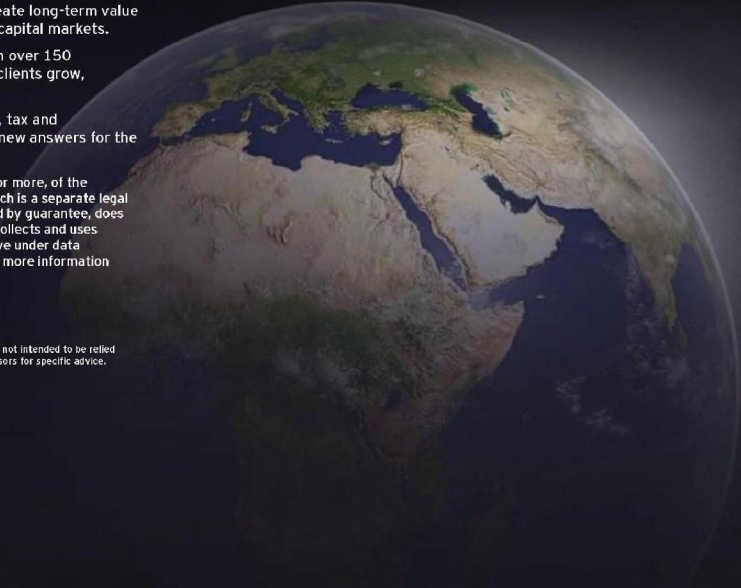 eate long-term value
capital markets.
n over 150
clients grow,
, tax and
new answers for the
or more, of the
ch is a separate legal
d by guarantee, does
ollects and uses
ve under data
more information
not intended to be relied
sors for specific advice.